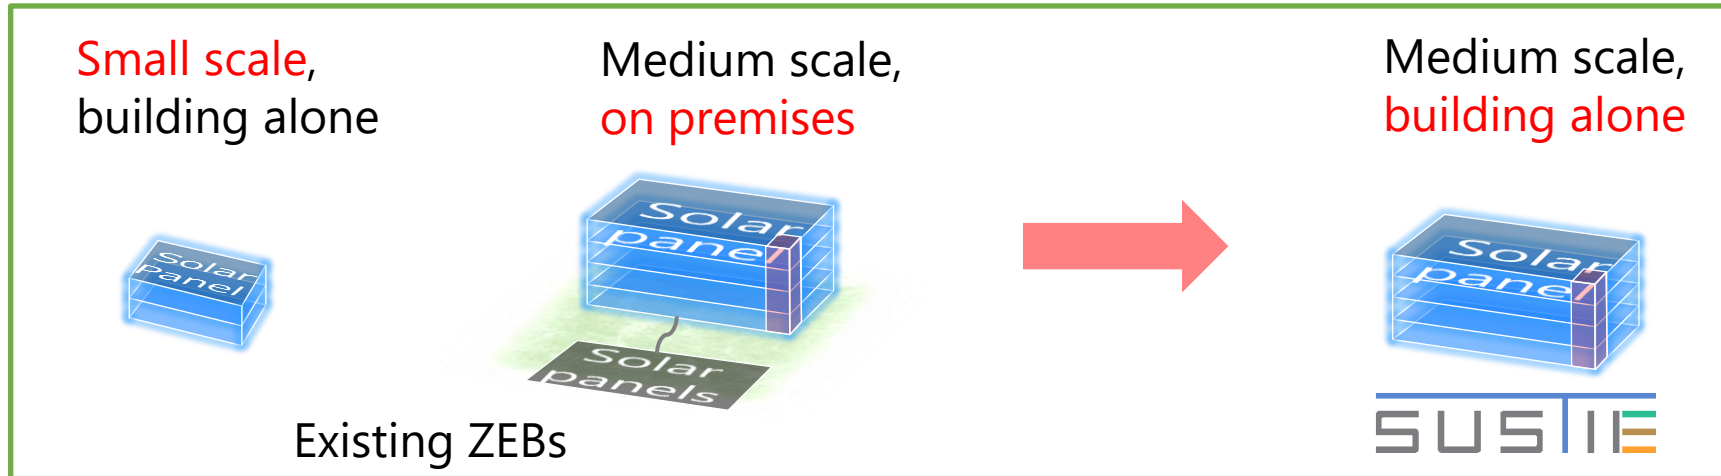 Small scale,
building alone
Medium scale,
on premises
Medium scale,
building alone
Solar
Panel
Solar
panel
Solar
panels
Solar
panel
Existing ZEBs
SUSTIE